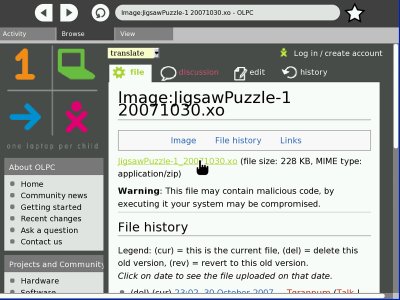 Image:JigsawPuzzle-1 20071030.xo - OLPC
Activity Browse View
translate
Log in / create account
file discussion edit history
Image:JigsawPuzzle-1
20071030.xo
Image File history Links
JigsawPuzzle-1_20071030.xo (file size: 228 KB, MIME type:
application/zip)
Warning: This file may contain malicious code, by
executing it your system may be compromised.
File history
Legend: (cur) = this is the current file, (del) = delete this
old version, (rev) = revert to this old version.
Click on date to see the file uploaded on that date.
(del) (cur) 23:02, 30 October 2007 . . Terannum (Talk |
one laptop per child
About OLPC
Home
Community news
Getting started
Recent changes
Ask a question
Contact us
Projects and Community
Hardware
Software